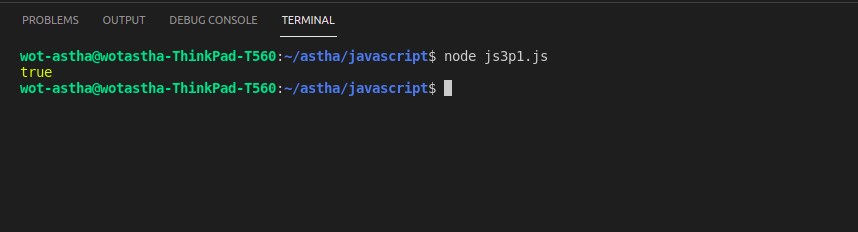 PROBLEMS OUTPUT DEBUG CONSOLE TERMINAL
wot-astha@wotastha-ThinkPad-T560:~/astha/javascript$ node js3p1.js
true
wot-astha@wotastha-ThinkPad-T560:~/astha/javascript$